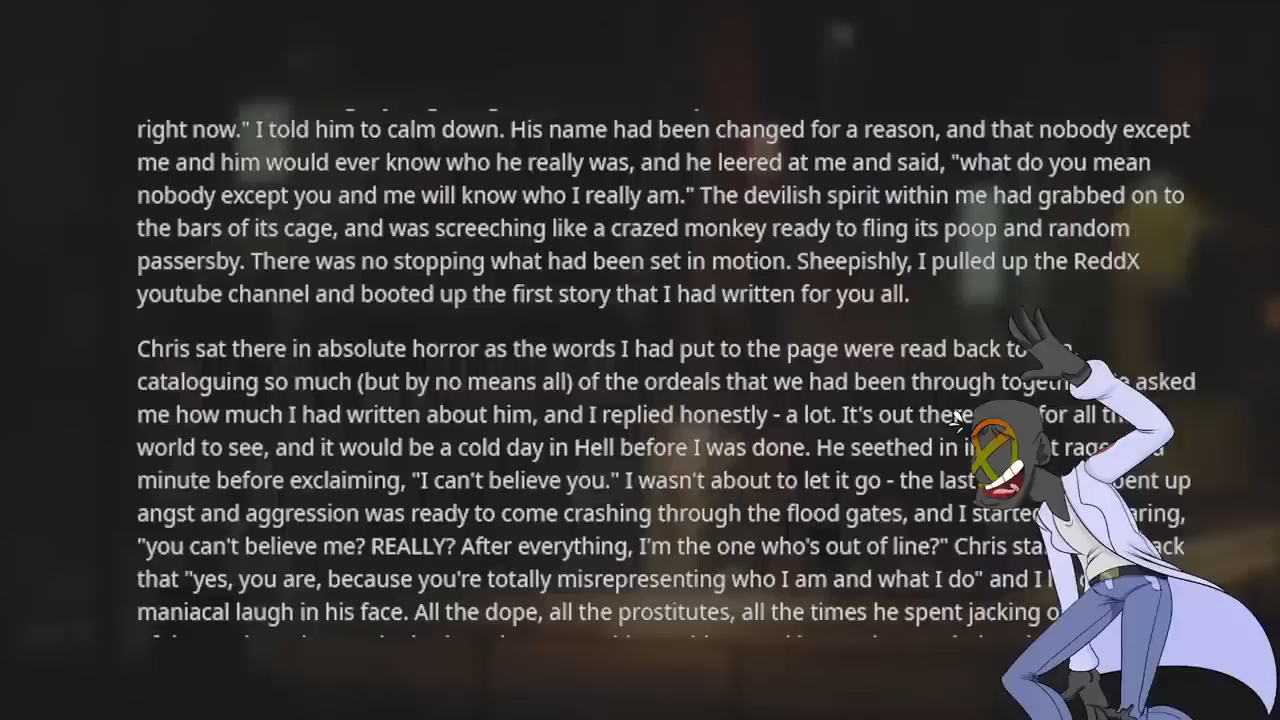 right now." I told him to calm down. His name had been changed for a reason, and that nobody except
me and him would ever know who he really was, and he leered at me and said, "what do you mean
nobody except you and me will know who I really am." The devilish spirit within me had grabbed on to
the bars of its cage, and was screeching like a crazed monkey ready to fling its poop and random
passersby. There was no stopping what had been set in motion. Sheepishly, I pulled up the ReddX
youtube channel and booted up the first story that I had written for you all.
Chris sat there in absolute horror as the words I had put to the page were read back to
cataloguing so much (but by no means all) of the ordeals that we had been through asked
me how much I had written about him, and I replied honestly - a lot. It's out for all
world to see, and it would be a cold day in Hell before I was done. He seethed in
minute before exclaiming, "I can't believe you." I wasn't about to let it go - the last up
angst and aggression was ready to come crashing through the flood gates, and I
"you can't believe me? REALLY? After everything, I'm the one who's out of line?" Chris
that "yes, you are, because you're totally misrepresenting who I am and what I do" and I
maniacal laugh in his face. All the dope, all the prostitutes, all the times he spent jacking